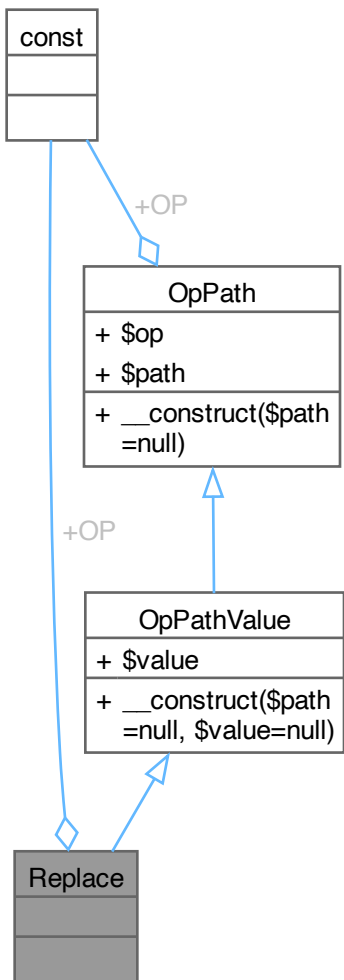 const
+OP
OpPath
+ $op
+ $path
+ __construct($path
=null)
+OP
OpPathValue
+ $value
+ __construct($path
=null, $value=null)
Replace